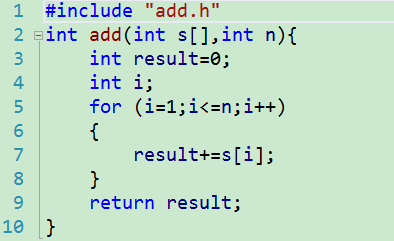 1 #include "add.h"
2 int add(int s[],int n){
3     int result=0;
4     int i;
5     for (i=1;i<=n;i++)
6     {
7         result+=s[i];
8     }
9     return result;
10 }